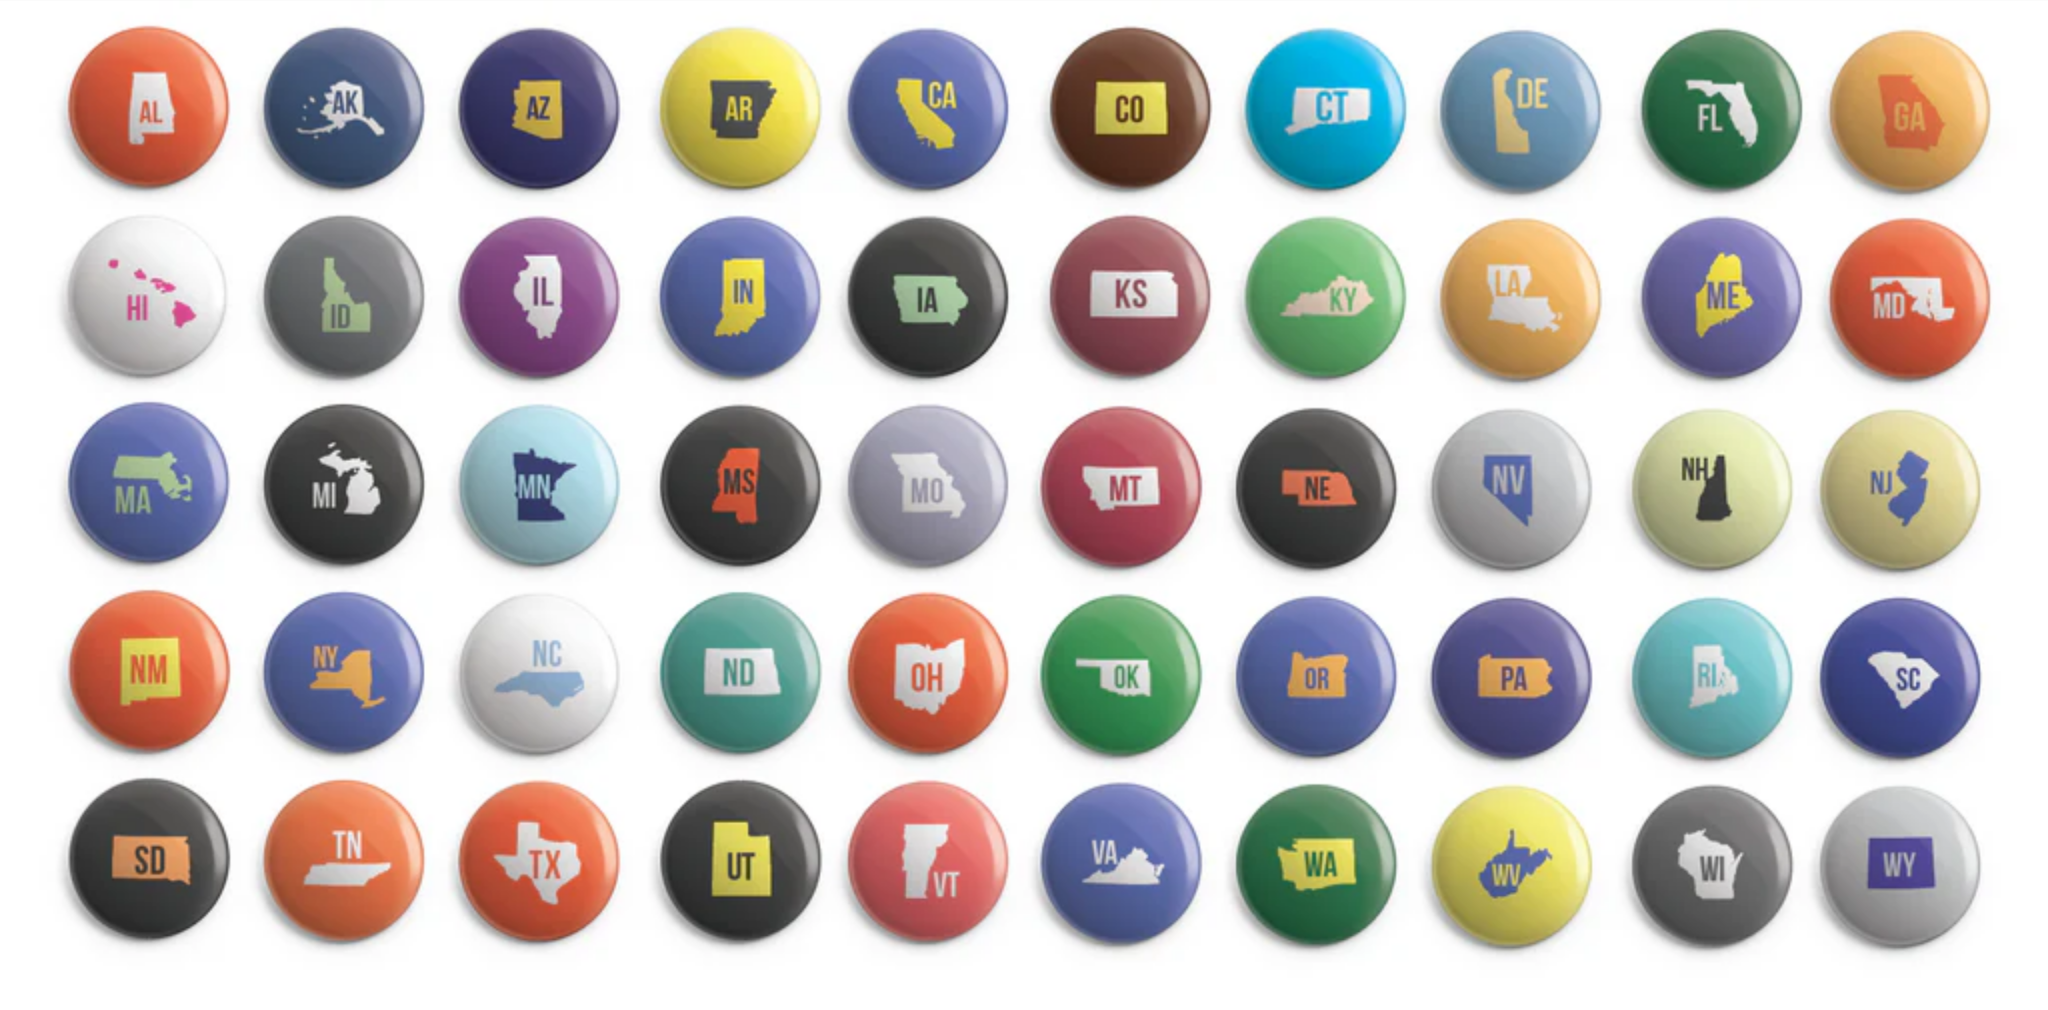 AL
AK
AZ
AR
CA
CO
CT
DE
FL
GA
HI
ID
IL
IN
IA
KS
KY
LA
ME
MD
MA
MI
MN
MS
MO
MT
NE
NV
NH
NJ
NM
NY
NC
ND
OH
OK
OR
PA
RI
SC
SD
TN
TX
UT
VT
VA
WA
WV
WI
WY